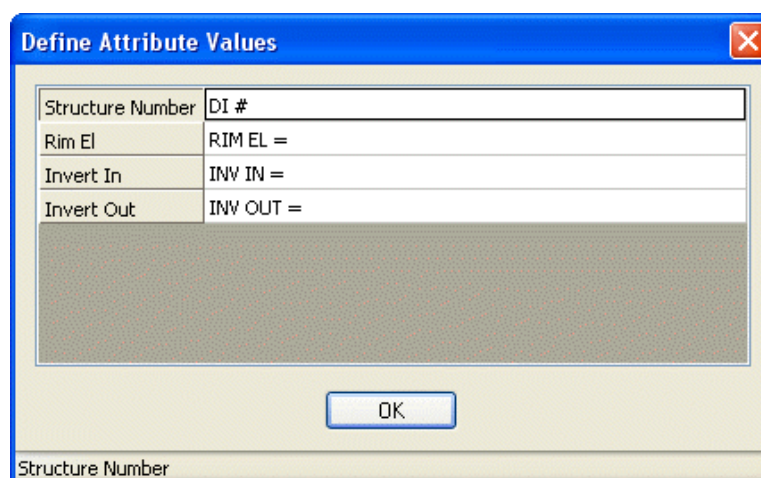 Define Attribute Values
Structure Number DI #
Rim El RIM EL =
Invert In INV IN =
Invert Out INV OUT =
OK
Structure Number